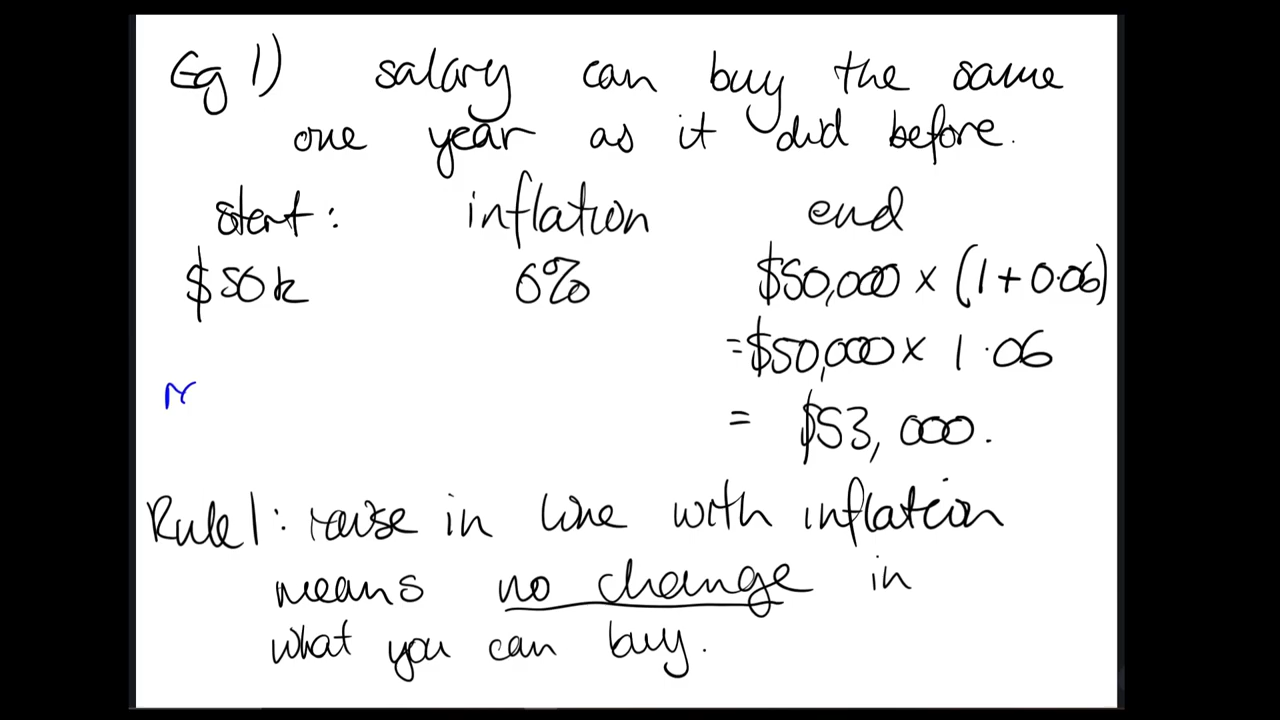 Eg 1) salary can buy the same
one year as it did before.
start: inflation end
$50k 6% $50,000 × (1+0.06)
=$50,000 × 1.06
= $53,000.
Rule 1: raise in line with inflation
means no change in
what you can buy.